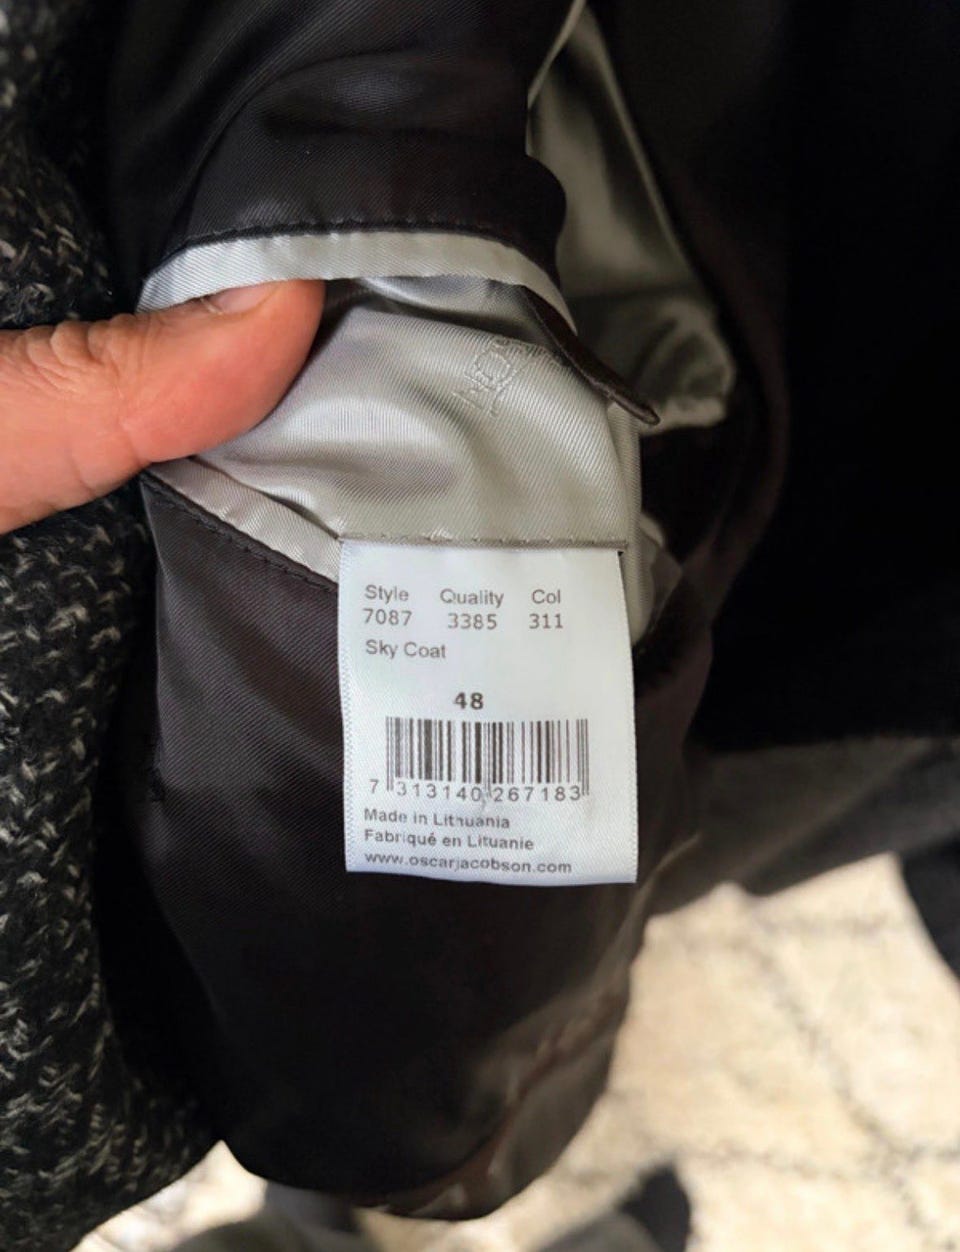 Style Quality Col
7087 3385 311
Sky Coat
48
7 313140 267183
Made in Lithuania
Fabriqué en Lituanie
www.oscarjacobson.com